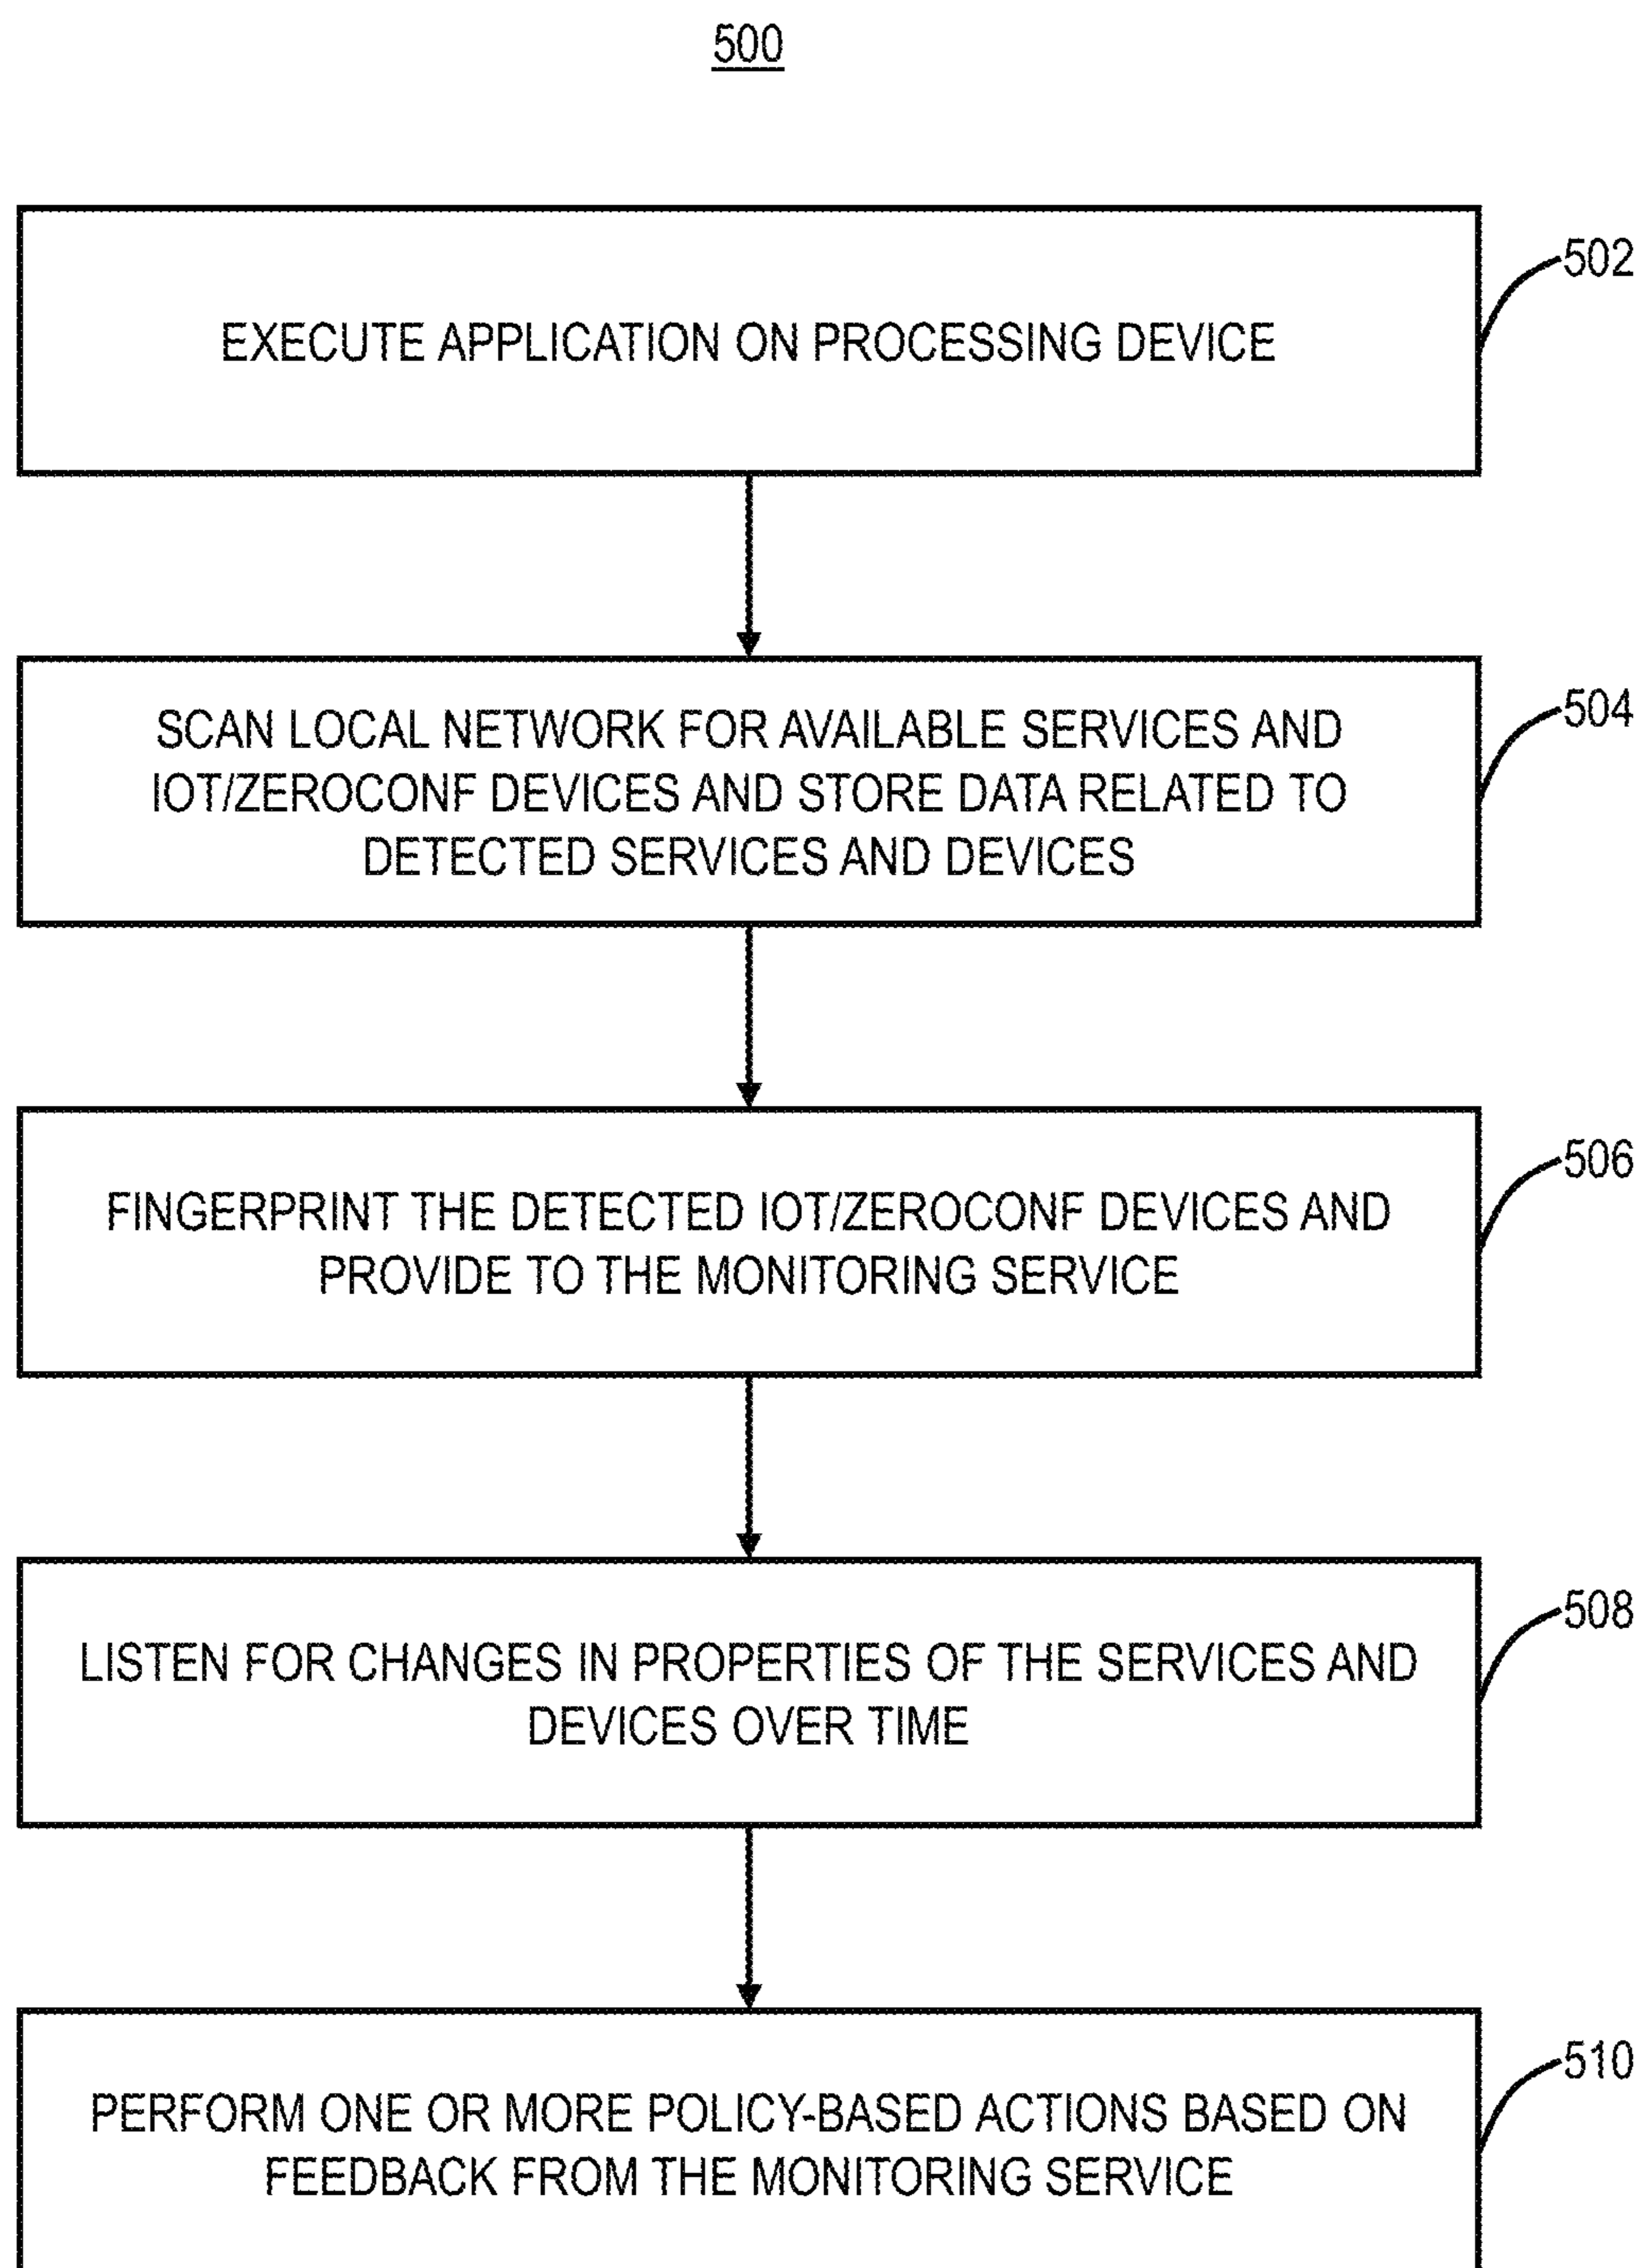 500
EXECUTE APPLICATION ON PROCESSING DEVICE
502
SCAN LOCAL NETWORK FOR AVAILABLE SERVICES AND
IOT/ZEROCONF DEVICES AND STORE DATA RELATED TO
DETECTED SERVICES AND DEVICES
504
FINGERPRINT THE DETECTED IOT/ZEROCONF DEVICES AND
PROVIDE TO THE MONITORING SERVICE
506
LISTEN FOR CHANGES IN PROPERTIES OF THE SERVICES AND
DEVICES OVER TIME
508
PERFORM ONE OR MORE POLICY-BASED ACTIONS BASED ON
FEEDBACK FROM THE MONITORING SERVICE
510